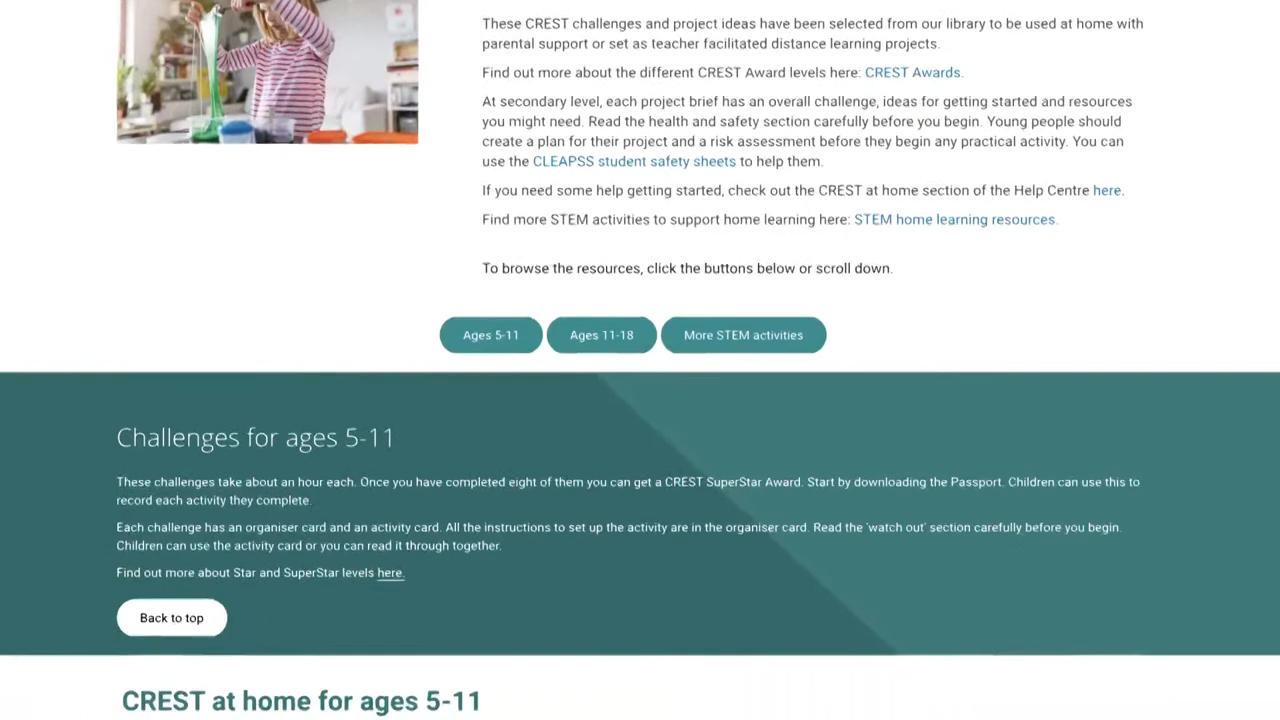 These CREST challenges and project ideas have been selected from our library to be used at home with
parental support or set as teacher facilitated distance learning projects.
Find out more about the different CREST Award levels here: CREST Awards.
At secondary level, each project brief has an overall challenge, ideas for getting started and resources
you might need. Read the health and safety section carefully before you begin. Young people should
create a plan for their project and a risk assessment before they begin any practical activity. You can
use the CLEAPSS student safety sheets to help them.
If you need some help getting started, check out the CREST at home section of the Help Centre here.
Find more STEM activities to support home learning here: STEM home learning resources.
To browse the resources, click the buttons below or scroll down.
Ages 5-11
Ages 11-18
More STEM activities
Challenges for ages 5-11
These challenges take about an hour each. Once you have completed eight of them you can get a CREST SuperStar Award. Start by downloading the Passport. Children can use this to
record each activity they complete.
Each challenge has an organiser card and an activity card. All the instructions to set up the activity are in the organiser card. Read the 'watch out' section carefully before you begin.
Children can use the activity card or you can read it through together.
Find out more about Star and SuperStar levels here.
Back to top
CREST at home for ages 5-11